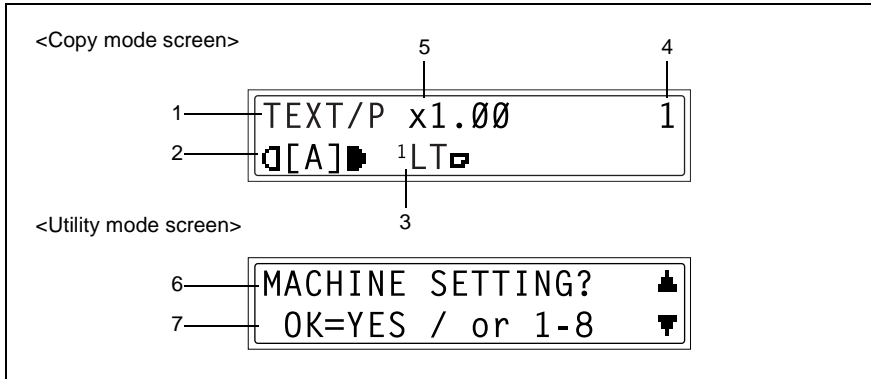 <Copy mode screen>
5 4
1 TEXT/P x1.00 1
2 [A] 1LT
3
<Utility mode screen>
6 MACHINE SETTING?
7 OK=YES / or 1-8